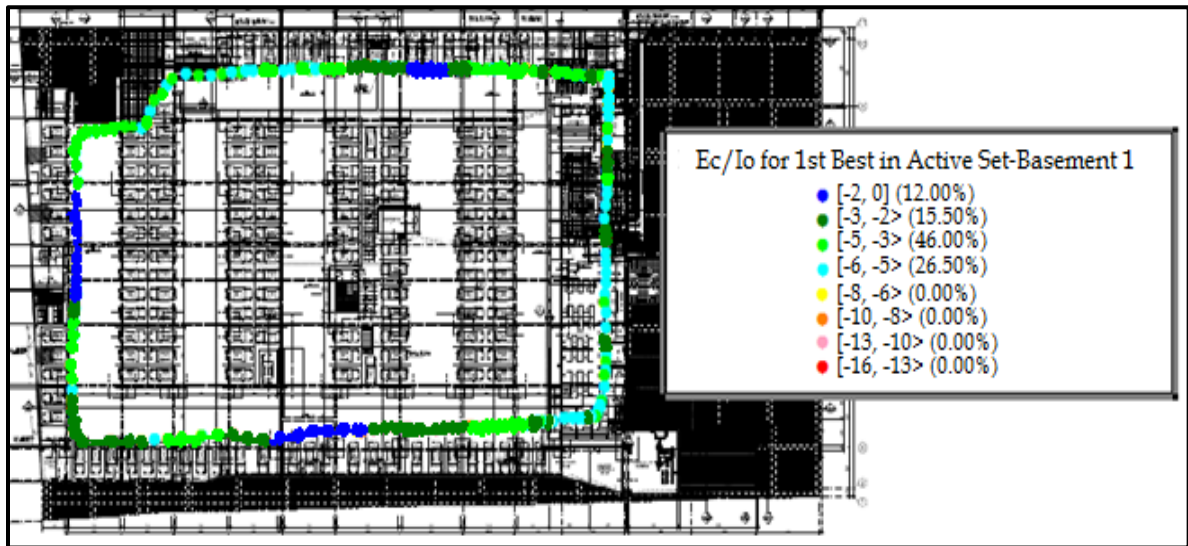 Ec/Io for 1st Best in Active Set-Basement 1
[-2, 0] (12.00%)
[-3, -2> (15.50%)
[-5, -3> (46.00%)
[-6, -5> (26.50%)
[-8, -6> (0.00%)
[-10, -8> (0.00%)
[-13, -10> (0.00%)
[-16, -13> (0.00%)